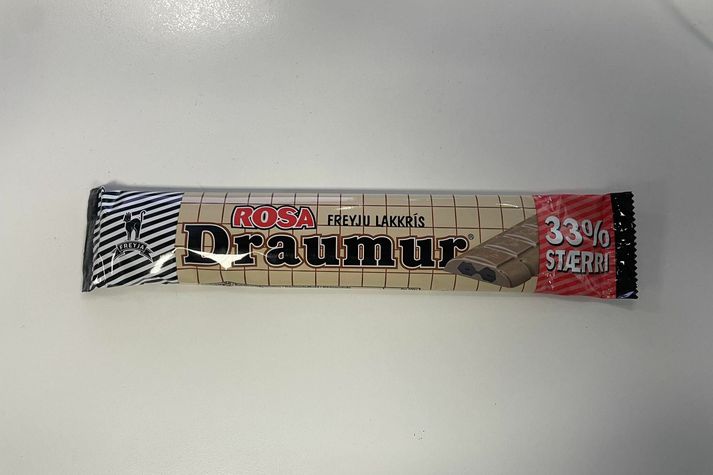 FREYJA
ROSA
FREYJU LAKKRÍS
Draumur®
33%
STÆRRI